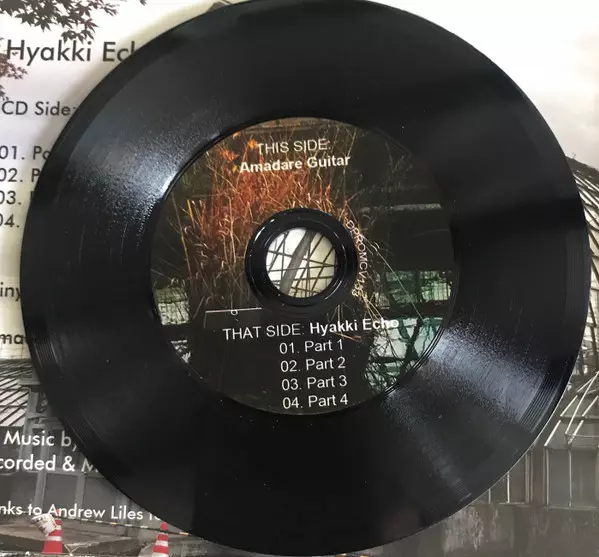 Hyakki Ech
CD Side:
01. Pa
02. P
03.
04.
THIS SIDE:
Amadare Guitar
THAT SIDE: Hyakki Echo
01. Part 1
02. Part 2
03. Part 3
04. Part 4
Music by
corded & M
nks to Andrew Liles